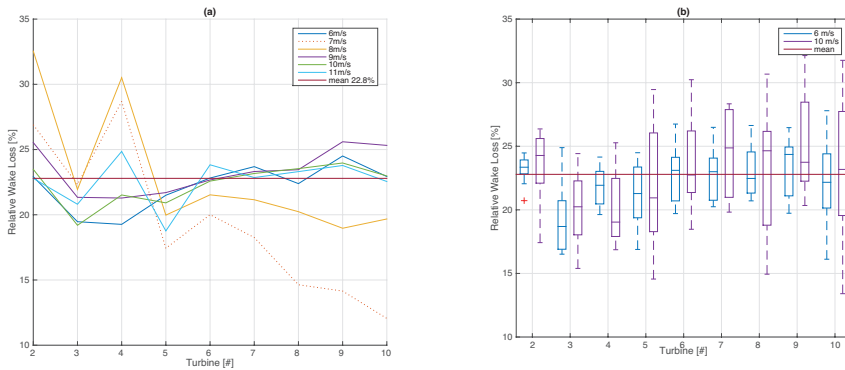 (a)
35
30
25
20
15
10
Relative Wake Loss [%]
2 3 4 5 6 7 8 9 10
Turbine [#]
6m/s
7m/s
8m/s
9m/s
10m/s
11m/s
mean 22.8%
(b)
35
30
25
20
15
10
Relative Wake Loss [%]
2 3 4 5 6 7 8 9 10
Turbine [#]
6 m/s
10 m/s
mean